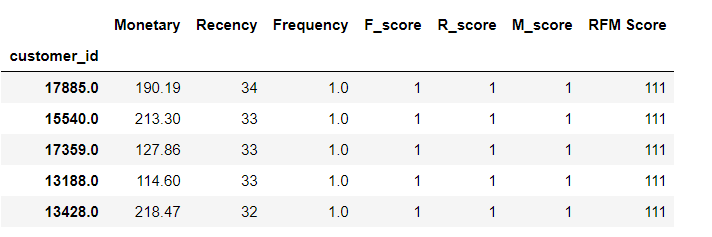 Monetary Recency Frequency F_score R_score M_score RFM Score
customer_id
17885.0 190.19 34 1.0 1 1 1 111
15540.0 213.30 33 1.0 1 1 1 111
17359.0 127.86 33 1.0 1 1 1 111
13188.0 114.60 33 1.0 1 1 1 111
13428.0 218.47 32 1.0 1 1 1 111